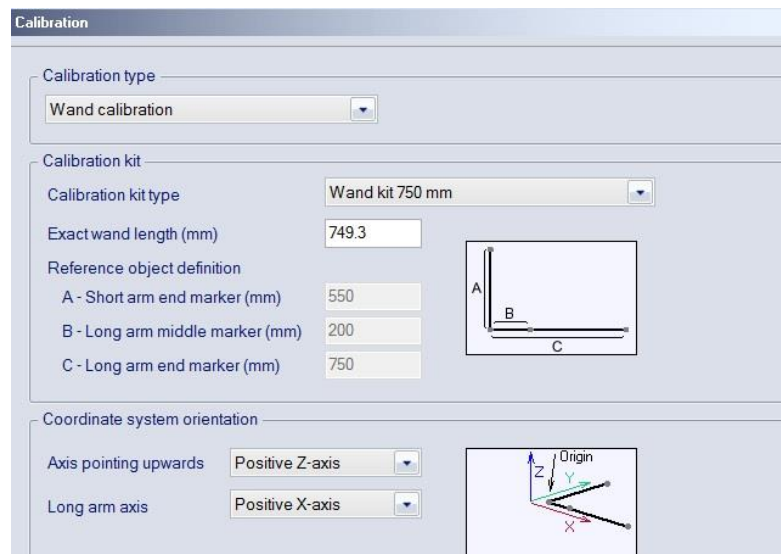 Calibration
Calibration type
Wand calibration
Calibration kit
Calibration kit type
Wand kit 750 mm
Exact wand length (mm)
749.3
Reference object definition
A - Short arm end marker (mm)
550
B - Long arm middle marker (mm)
200
C - Long arm end marker (mm)
750
A
B
C
Coordinate system orientation
Axis pointing upwards
Positive Z-axis
Long arm axis
Positive X-axis
Origin
Z
Y
X